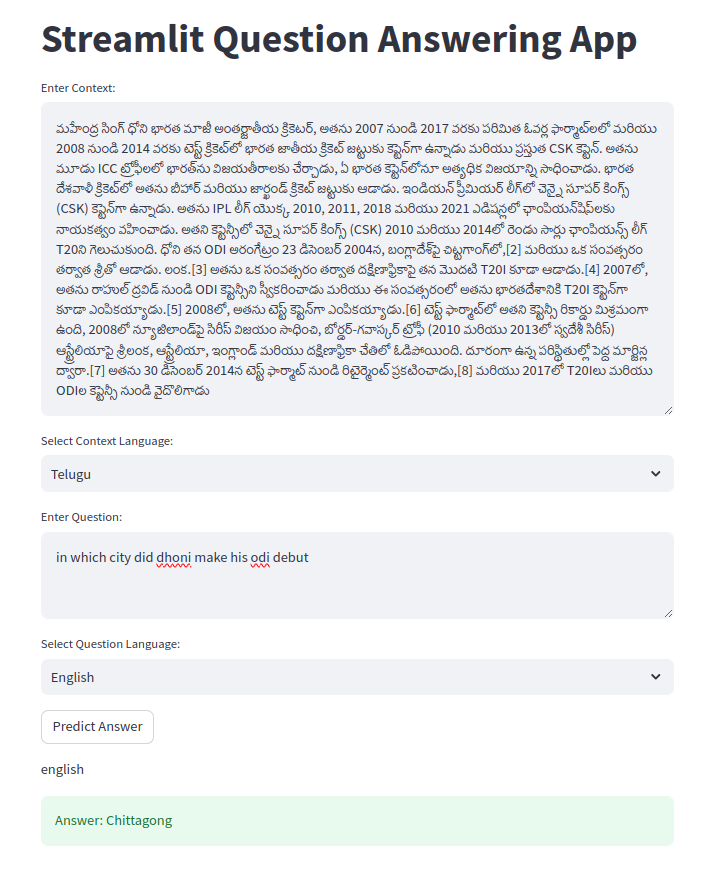 Streamlit Question Answering App
Enter Context:
మహేంద్ర సింగ్ ధోని భారత మాజీ అంతర్జాతీయ క్రికెటర్, అతను 2007 నుండి 2017 వరకు పరిమిత ఓవర్ల ఫార్మాట్‌లలో మరియు
2008 నుండి 2014 వరకు టెస్ట్ క్రికెట్‌లో భారత జాతీయ క్రికెట్ జట్టుకు కెప్టెన్‌గా ఉన్నాడు మరియు ప్రస్తుత CSK కెప్టెన్. అతను
మూడు ICC ట్రోఫీలలో భారత్‌ను విజయతీరాలకు చేర్చాడు, ఏ భారత కెప్టెన్‌లోనూ అత్యధిక విజయాన్ని సాధించాడు. భారత
దేశవాళీ క్రికెట్‌లో అతను బీహార్ మరియు జార్ఖండ్ క్రికెట్ జట్టుకు ఆడాడు. ఇండియన్ ప్రీమియర్ లీగ్‌లో చెన్నై సూపర్ కింగ్స్
(CSK) కెప్టెన్‌గా ఉన్నాడు. అతను IPL లీగ్ యొక్క 2010, 2011, 2018 మరియు 2021 ఎడిషన్లలో ఛాంపియన్‌షిప్‌లకు
నాయకత్వం వహించాడు. అతని కెప్టెన్సీలో చెన్నై సూపర్ కింగ్స్ (CSK) 2010 మరియు 2014లో రెండు సార్లు ఛాంపియన్స్ లీగ్
T20ని గెలుచుకుంది. ధోని తన ODI అరంగేట్రం 23 డిసెంబర్ 2004న, బంగ్లాదేశ్‌పై చిట్టగాంగ్‌లో,[2] మరియు ఒక సంవత్సరం
తర్వాత శ్రీతో ఆడాడు. లంక.[3] అతను ఒక సంవత్సరం తర్వాత దక్షిణాఫ్రికాపై తన మొదటి T20I కూడా ఆడాడు.[4] 2007లో,
అతను రాహుల్ ద్రవిడ్ నుండి ODI కెప్టెన్సీని స్వీకరించాడు మరియు ఈ సంవత్సరంలో అతను భారతదేశానికి T20I కెప్టెన్‌గా
కూడా ఎంపికయ్యాడు.[5] 2008లో, అతను టెస్ట్ కెప్టెన్‌గా ఎంపికయ్యాడు.[6] టెస్ట్ ఫార్మాట్‌లో అతని కెప్టెన్సీ రికార్డు మిశ్రమంగా
ఉంది, 2008లో న్యూజిలాండ్‌పై సిరీస్ విజయం సాధించి, బోర్డర్-గవాస్కర్ ట్రోఫీ (2010 మరియు 2013లో స్వదేశీ సిరీస్)
ఆస్ట్రేలియాపై శ్రీలంక, ఆస్ట్రేలియా, ఇంగ్లాండ్ మరియు దక్షిణాఫ్రికా చేతిలో ఓడిపోయింది. దూరంగా ఉన్న పరిస్థితుల్లో పెద్ద మార్జిన్ల
ద్వారా.[7] అతను 30 డిసెంబర్ 2014న టెస్ట్ ఫార్మాట్ నుండి రిటైర్మెంట్ ప్రకటించాడు,[8] మరియు 2017లో T20Iలు మరియు
ODIల కెప్టెన్సీ నుండి వైదొలిగాడు
Select Context Language:
Telugu
Enter Question:
in which city did dhoni make his odi debut
Select Question Language:
English
Predict Answer
english
Answer: Chittagong